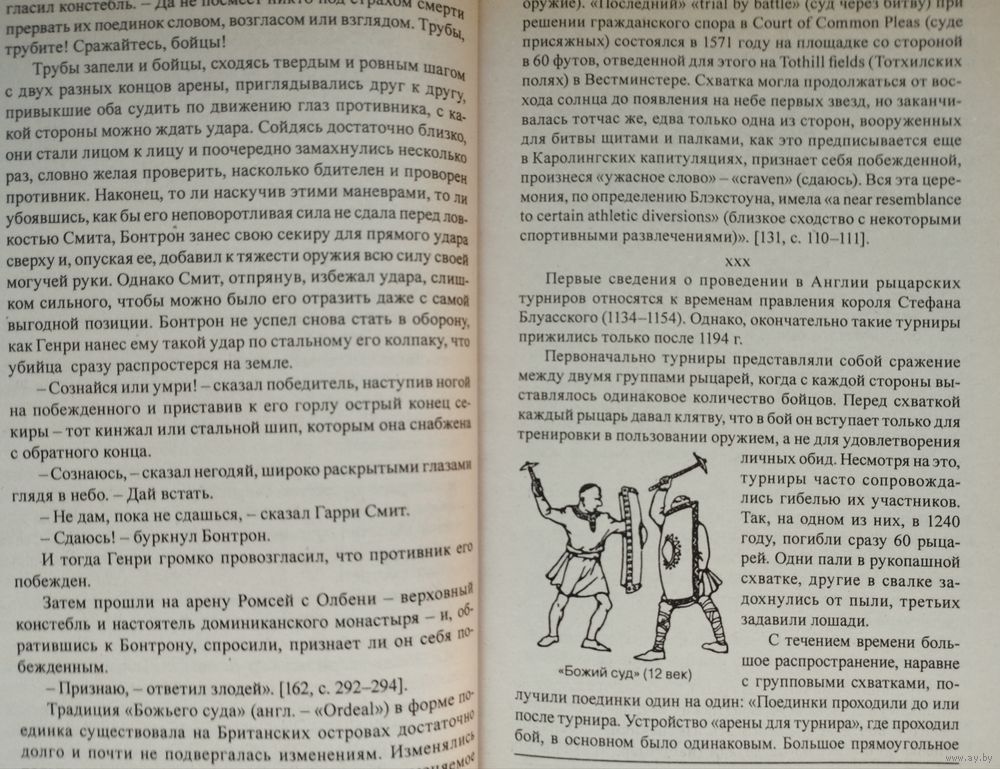 гласил констебль. – Да не посмеет никто под страхом смерти
прервать их поединок словом, возгласом или взглядом. Трубы,
трубите! Сражайтесь, бойцы!
Трубы запели и бойцы, сходясь твердым и ровным шагом
с двух разных концов арены, приглядывались друг к другу,
привыкшие оба судить по движению глаз противника, с ка-
кой стороны можно ждать удара. Сойдясь достаточно близко,
они стали лицом к лицу и поочередно замахнулись несколько
раз, словно желая проверить, насколько бдителен и проворен
противник. Наконец, то ли наскучив этими маневрами, то ли
убоявшись, как бы его неповоротливая сила не сдала перед лов-
костью Смита, Бонтрон занес свою секиру для прямого удара
сверху и, опуская ее, добавил к тяжести оружия всю силу своей
могучей руки. Однако Смит, отпрянув, избежал удара, слиш-
ком сильного, чтобы можно было его отразить даже с самой
выгодной позиции. Бонтрон не успел снова стать в оборону,
как Генри нанес ему такой удар по стальному его колпаку, что
убийца сразу распростерся на земле.
– Сознайся или умри! – сказал победитель, наступив ногой
на побежденного и приставив к его горлу острый конец се-
киры – тот кинжал или стальной шип, которым она снабжена
с обратного конца.
– Сознаюсь, – сказал негодяй, широко раскрытыми глазами
глядя в небо. – Дай встать.
– Не дам, пока не сдашься, – сказал Гарри Смит.
– Сдаюсь! – буркнул Бонтрон.
И тогда Генри громко провозгласил, что противник его
побежден.
Затем прошли на арену Ромсей с Олбени – верховный
констебль и настоятель доминиканского монастыря – и, об-
ратившись к Бонтрону, спросили, признает ли он себя по-
бежденным.
– Признаю, – ответил злодей». [162, с. 292–294].
Традиция «Божьего суда» (англ. – «Ordeal») в форме по-
единка существовала на Британских островах достаточно
долго и почти не подвергалась изменениям. Изменялись
оружие). «Последний» «trial by battle» (суд через битву) при
решении гражданского спора в Court of Common Pleas (суде
присяжных) состоялся в 1571 году на площадке со стороной
в 60 футов, отведенной для этого на Tothill fields (Тотхилских
полях) в Вестминстере. Схватка могла продолжаться от вос-
хода солнца до появления на небе первых звезд, но заканчи-
валась тотчас же, едва только одна из сторон, вооруженных
для битвы щитами и палками, как это предписывается еще
в Каролингских капитуляциях, признает себя побежденной,
произнеся «ужасное слово» – «craven» (сдаюсь). Вся эта цере-
мония, по определению Блэкстоуна, имела «a near resemblance
to certain athletic diversions» (близкое сходство с некоторыми
спортивными развлечениями)». [131, с. 110–111].
xxx
Первые сведения о проведении в Англии рыцарских
турниров относятся к временам правления короля Стефана
Блуасского (1134–1154). Однако, окончательно такие турниры
прижились только после 1194 г.
Первоначально турниры представляли собой сражение
между двумя группами рыцарей, когда с каждой стороны вы-
ставлялось одинаковое количество бойцов. Перед схваткой
каждый рыцарь давал клятву, что в бой он вступает только для
тренировки в пользовании оружием, а не для удовлетворения
личных обид. Несмотря на это,
турниры часто сопровожда-
лись гибелью их участников.
Так, на одном из них, в 1240
году, погибли сразу 60 рыца-
рей. Одни пали в рукопашной
схватке, другие в свалке за-
дохнулись от пыли, третьих
задавили лошади.
«Божий суд» (12 век)
С течением времени боль-
шое распространение, наравне
с групповыми схватками, по-
лучили поединки один на один: «Поединки проходили до или
после турнира. Устройство «арены для турнира», где проходил
бой, в основном было одинаковым. Большое прямоугольное
www.ay.by